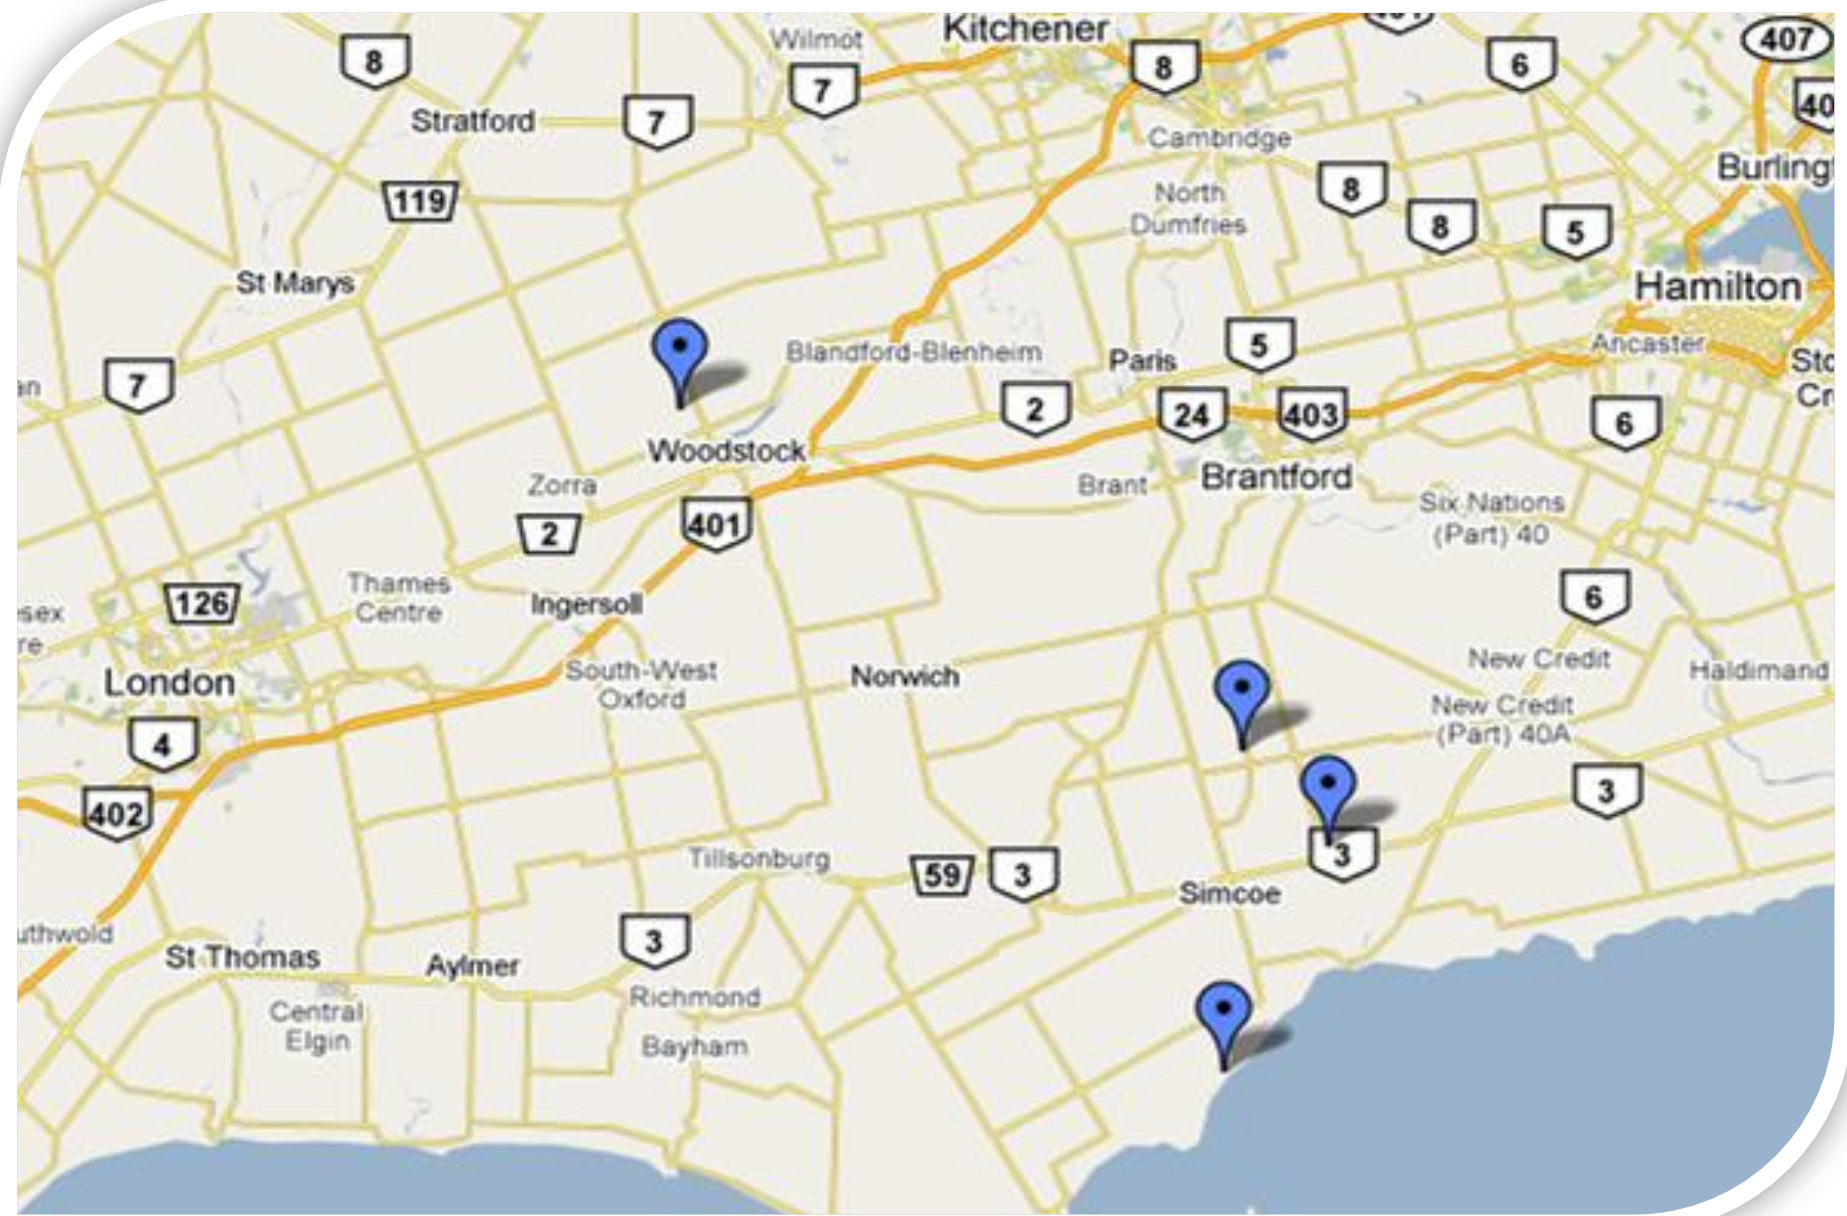 Kitchener
Wilmot
8
7
8
6
407
Stratford
7
Cambridge
119
North
Dumfries
8
8
5
St Marys
Hamilton
7
Blandford-Blenheim
Paris
5
Ancaster
2
24
403
6
Woodstock
Zorra
Brant
Brantford
2
401
Six Nations
(Part) 40
Thames
Centre
126
Ingersoll
6
London
South-West
Oxford
Norwich
New Credit
Haldimand
New Credit
(Part) 40A
4
402
3
Tillsonburg
59
3
3
Simcoe
3
St Thomas
Aylmer
Richmond
Central
Elgin
Bayham